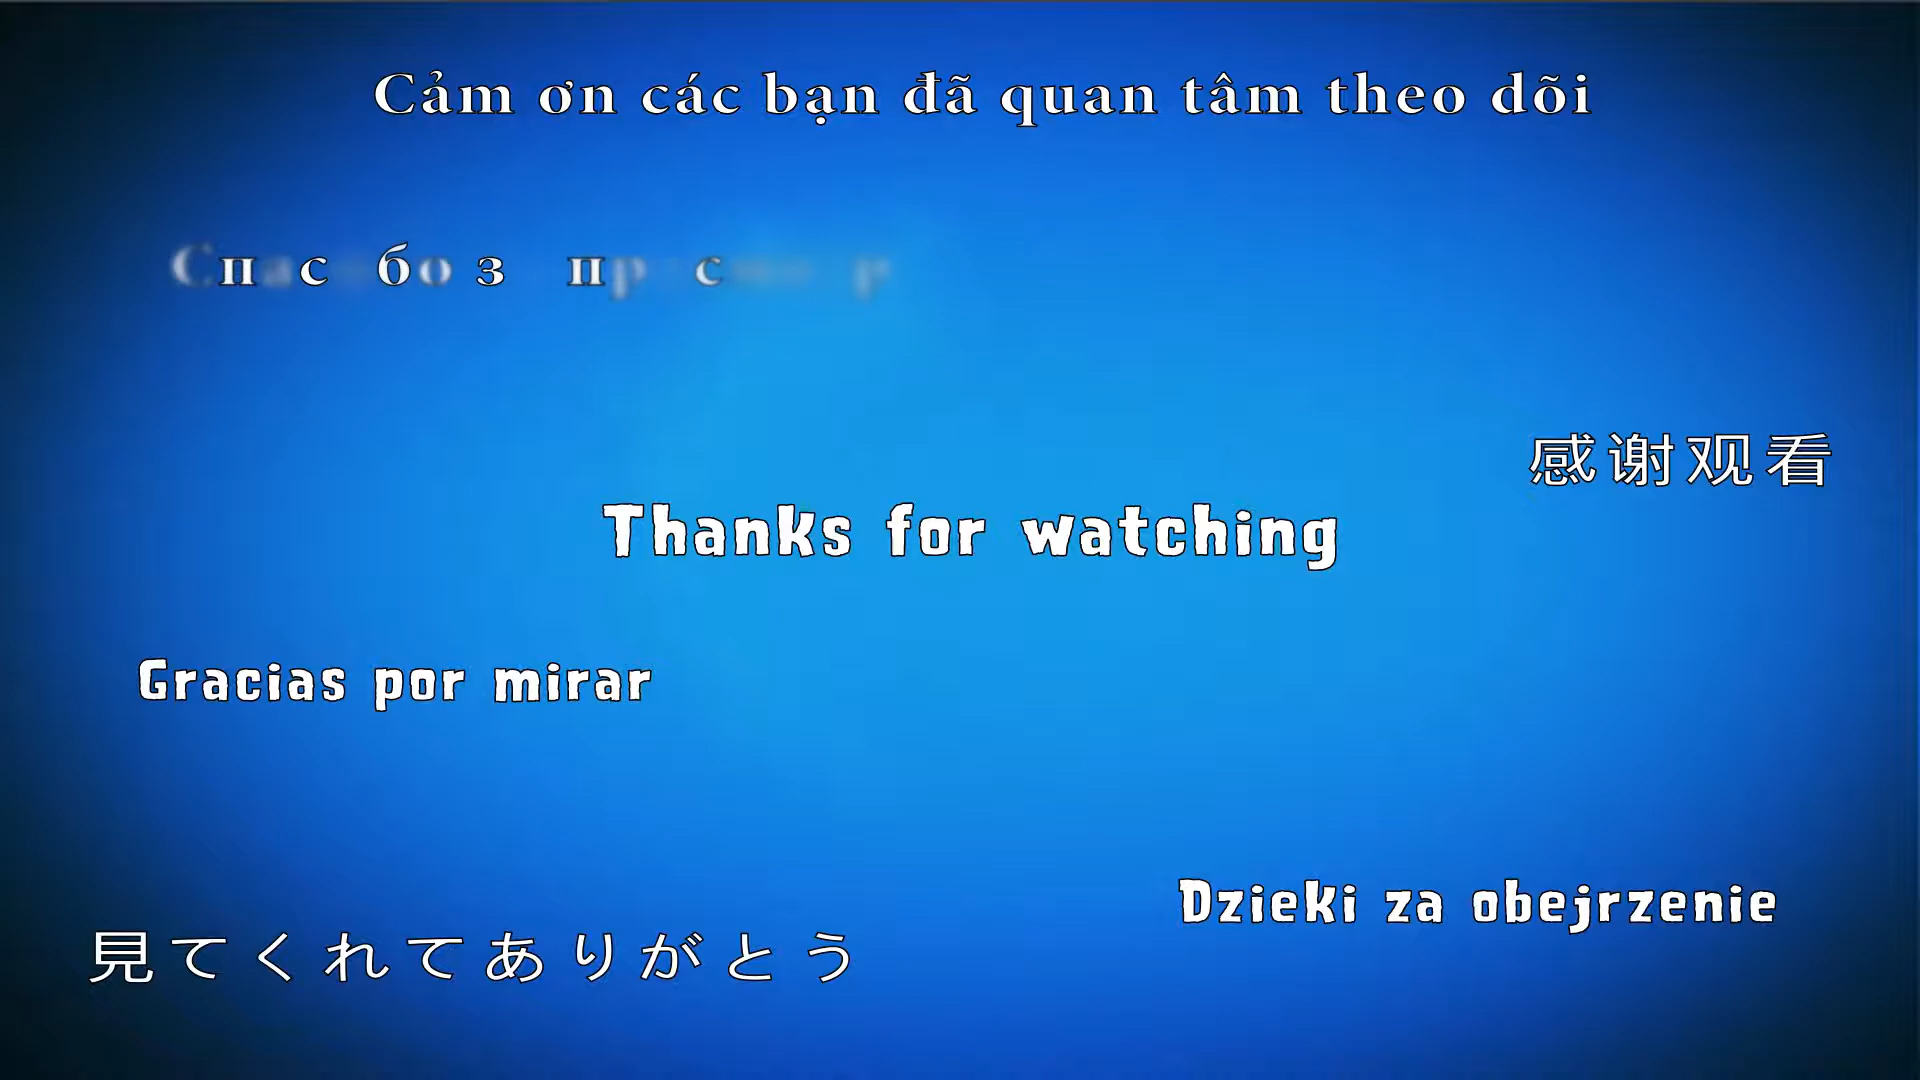 Cảm ơn các bạn đã quan tâm theo dõi
感谢观看
Thanks for watching
Gracias por mirar
Dzieki za obejrzenie
見てくれてありがとう